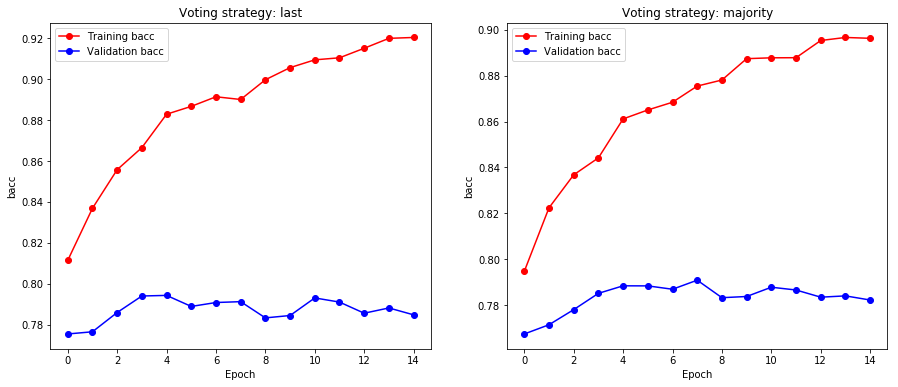 Voting strategy: last
Training bacc
Validation bacc
0.92
0.90
0.88
0.86
0.84
0.82
0.80
0.78
bacc
0 2 4 6 8 10 12 14
Epoch
Voting strategy: majority
Training bacc
Validation bacc
0.90
0.88
0.86
0.84
0.82
0.80
0.78
bacc
0 2 4 6 8 10 12 14
Epoch